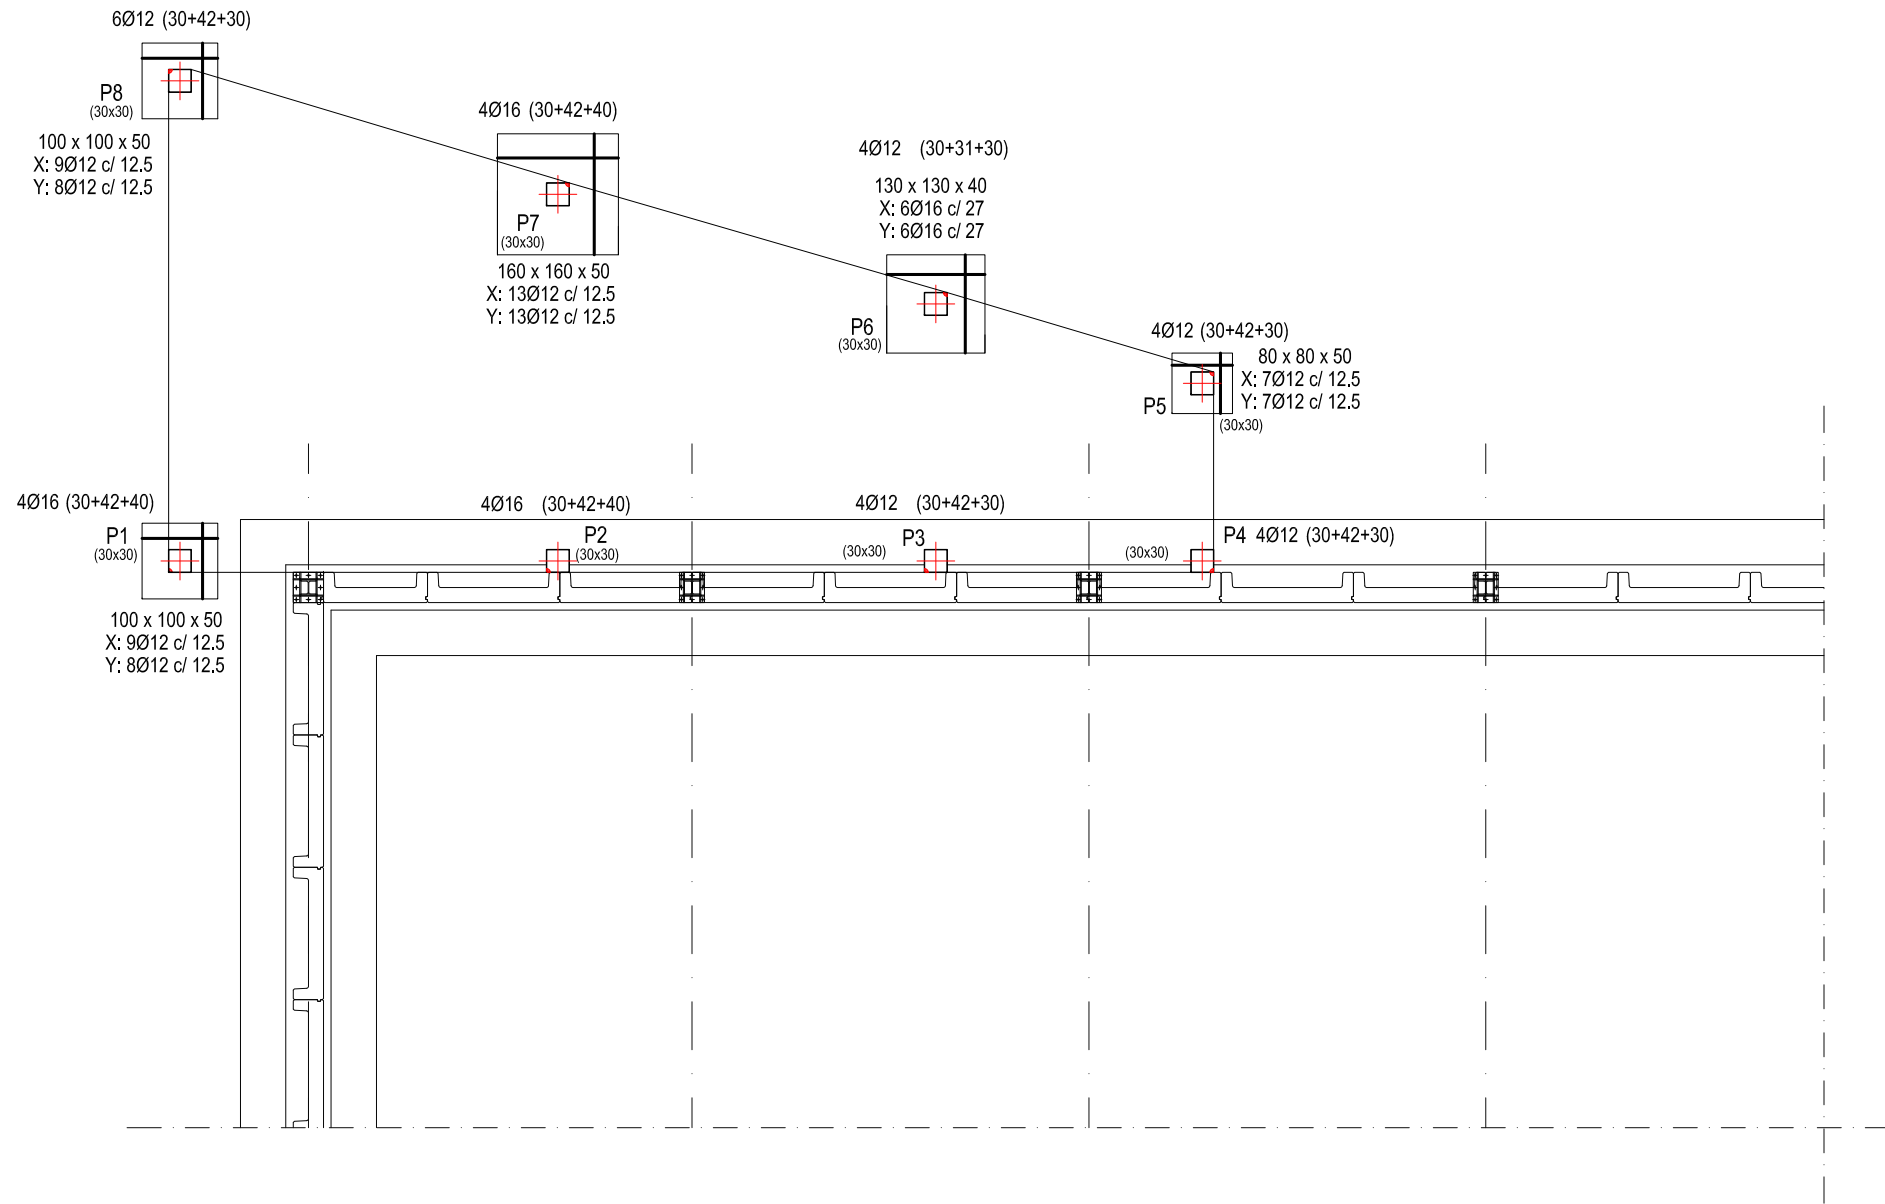 6Ø12 (30+42+30)
P8
(30x30)
100 x 100 x 50
X: 9Ø12 c/ 12.5
Y: 8Ø12 c/ 12.5
4Ø16 (30+42+40)
P7
(30x30)
160 x 160 x 50
X: 13Ø12 c/ 12.5
Y: 13Ø12 c/ 12.5
4Ø12 (30+31+30)
130 x 130 x 40
X: 6Ø16 c/ 27
Y: 6Ø16 c/ 27
P6
(30x30)
4Ø12 (30+42+30)
80 x 80 x 50
X: 7Ø12 c/ 12.5
Y: 7Ø12 c/ 12.5
P5
(30x30)
4Ø16 (30+42+40)
P1
(30x30)
100 x 100 x 50
X: 9Ø12 c/ 12.5
Y: 8Ø12 c/ 12.5
4Ø16 (30+42+40)
P2
(30x30)
4Ø12 (30+42+30)
P3
(30x30)
P4 4Ø12 (30+42+30)
(30x30)